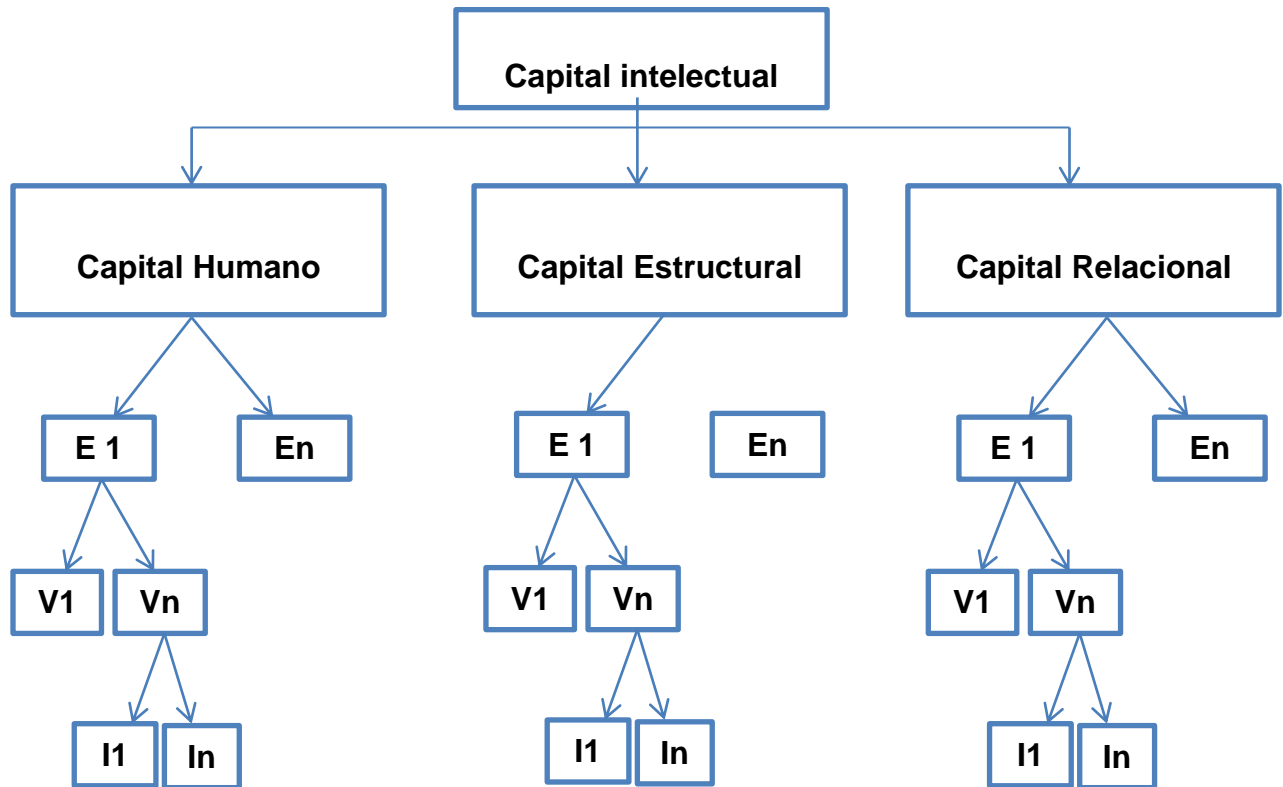 Capital intelectual
Capital Humano
Capital Estructural
Capital Relacional
E 1
En
E 1
En
E 1
En
V1
Vn
V1
Vn
V1
Vn
I1
In
I1
In
I1
In